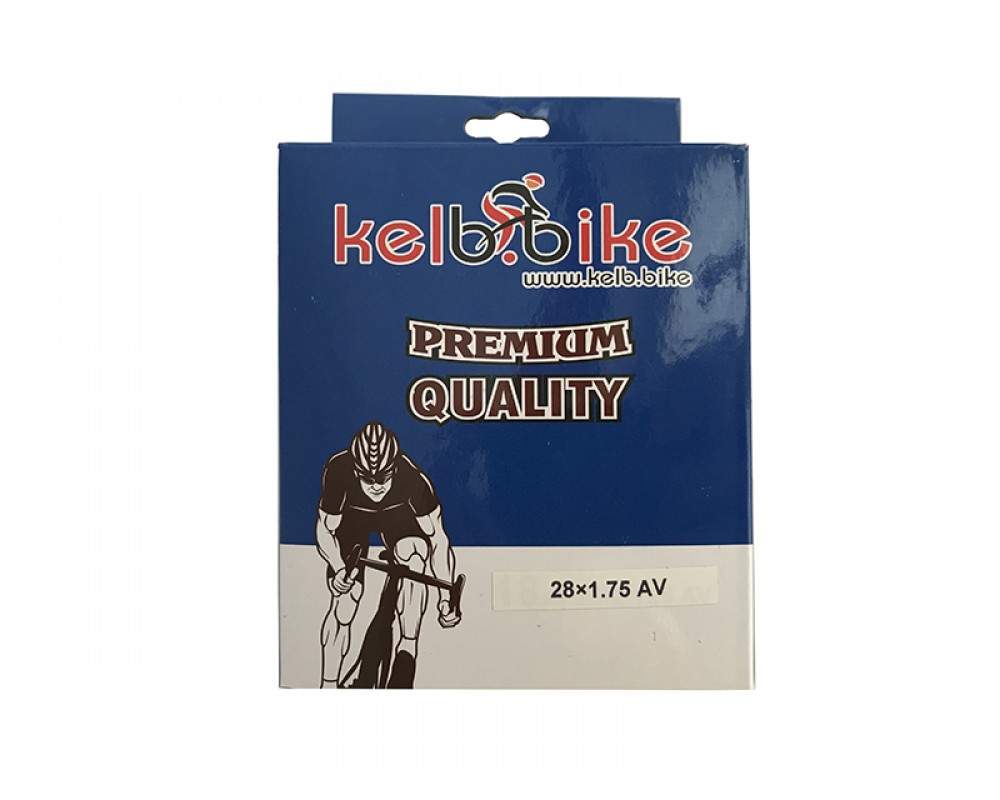 kelb.bike
www.kelb.bike
PREMIUM
QUALITY
28×1.75 AV